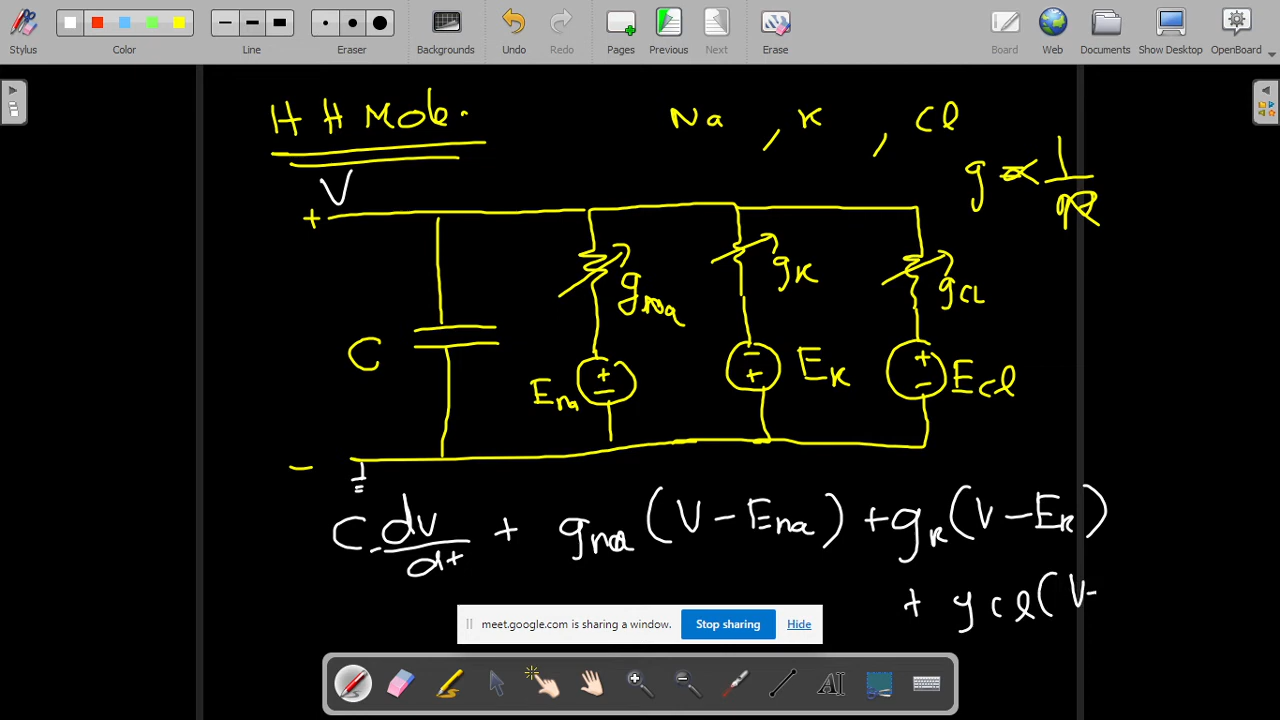 Stylus Color Line Eraser Backgrounds Undo Redo Pages Previous Next Erase Board Web Documents Show Desktop OpenBoard
H H Mode. Na , K , Cl
g ∝ 1/R
V
+
gNa gK gCL
C
+ - + + -
Ena - + EK Ecl
-
C dv/dt + gna (V - Ena) + gK (V - EK)
+ gcl (V-
meet.google.com is sharing a window. Stop sharing Hide